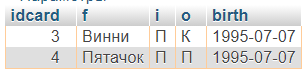 idcard f i o birth
3 Винни П К 1995-07-07
4 Пятачок П П 1995-07-07